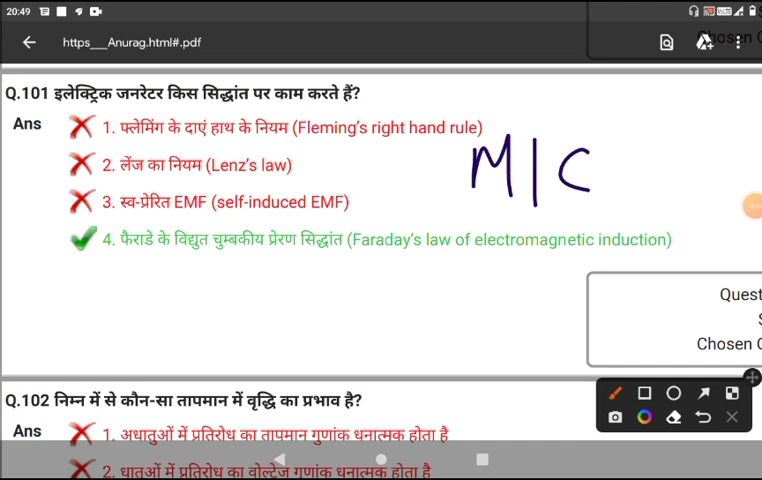 20:49
https___Anurag.html#.pdf
Chosen
Q.101 इलेक्ट्रिक जनरेटर किस सिद्धांत पर काम करते हैं?
Ans
1. फ्लेमिंग के दाएं हाथ के नियम (Fleming's right hand rule)
2. लेंज का नियम (Lenz's law)
3. स्व-प्रेरित EMF (self-induced EMF)
4. फैराडे के विद्युत चुम्बकीय प्रेरण सिद्धांत (Faraday's law of electromagnetic induction)
M/C
Quest
Chosen
Q.102 निम्न में से कौन-सा तापमान में वृद्धि का प्रभाव है?
Ans
1. अधातुओं में प्रतिरोध का तापमान गुणांक धनात्मक होता है
2. धातुओं में प्रतिरोध का वोल्टेज गुणांक धनात्मक होता है